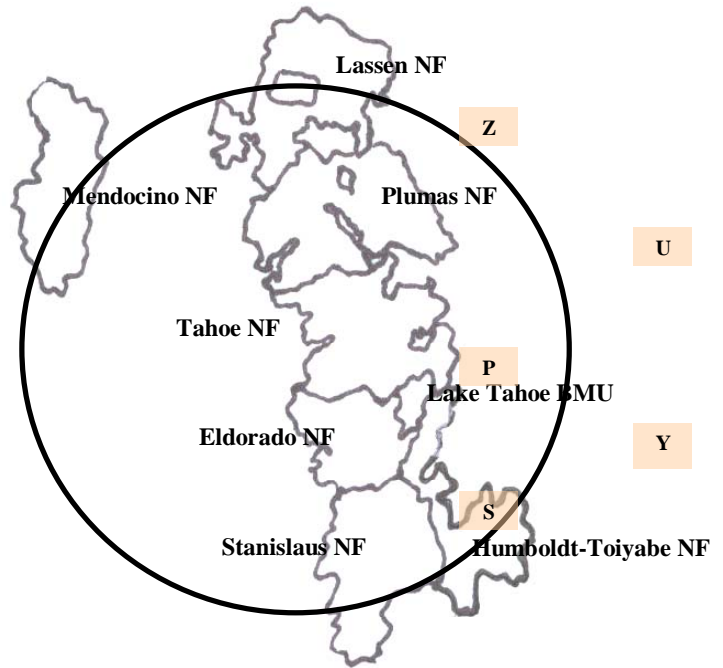 Lassen NF
Z
Mendocino NF
Plumas NF
U
Tahoe NF
P
Lake Tahoe BMU
Eldorado NF
Y
S
Stanislaus NF
Humboldt-Toiyabe NF